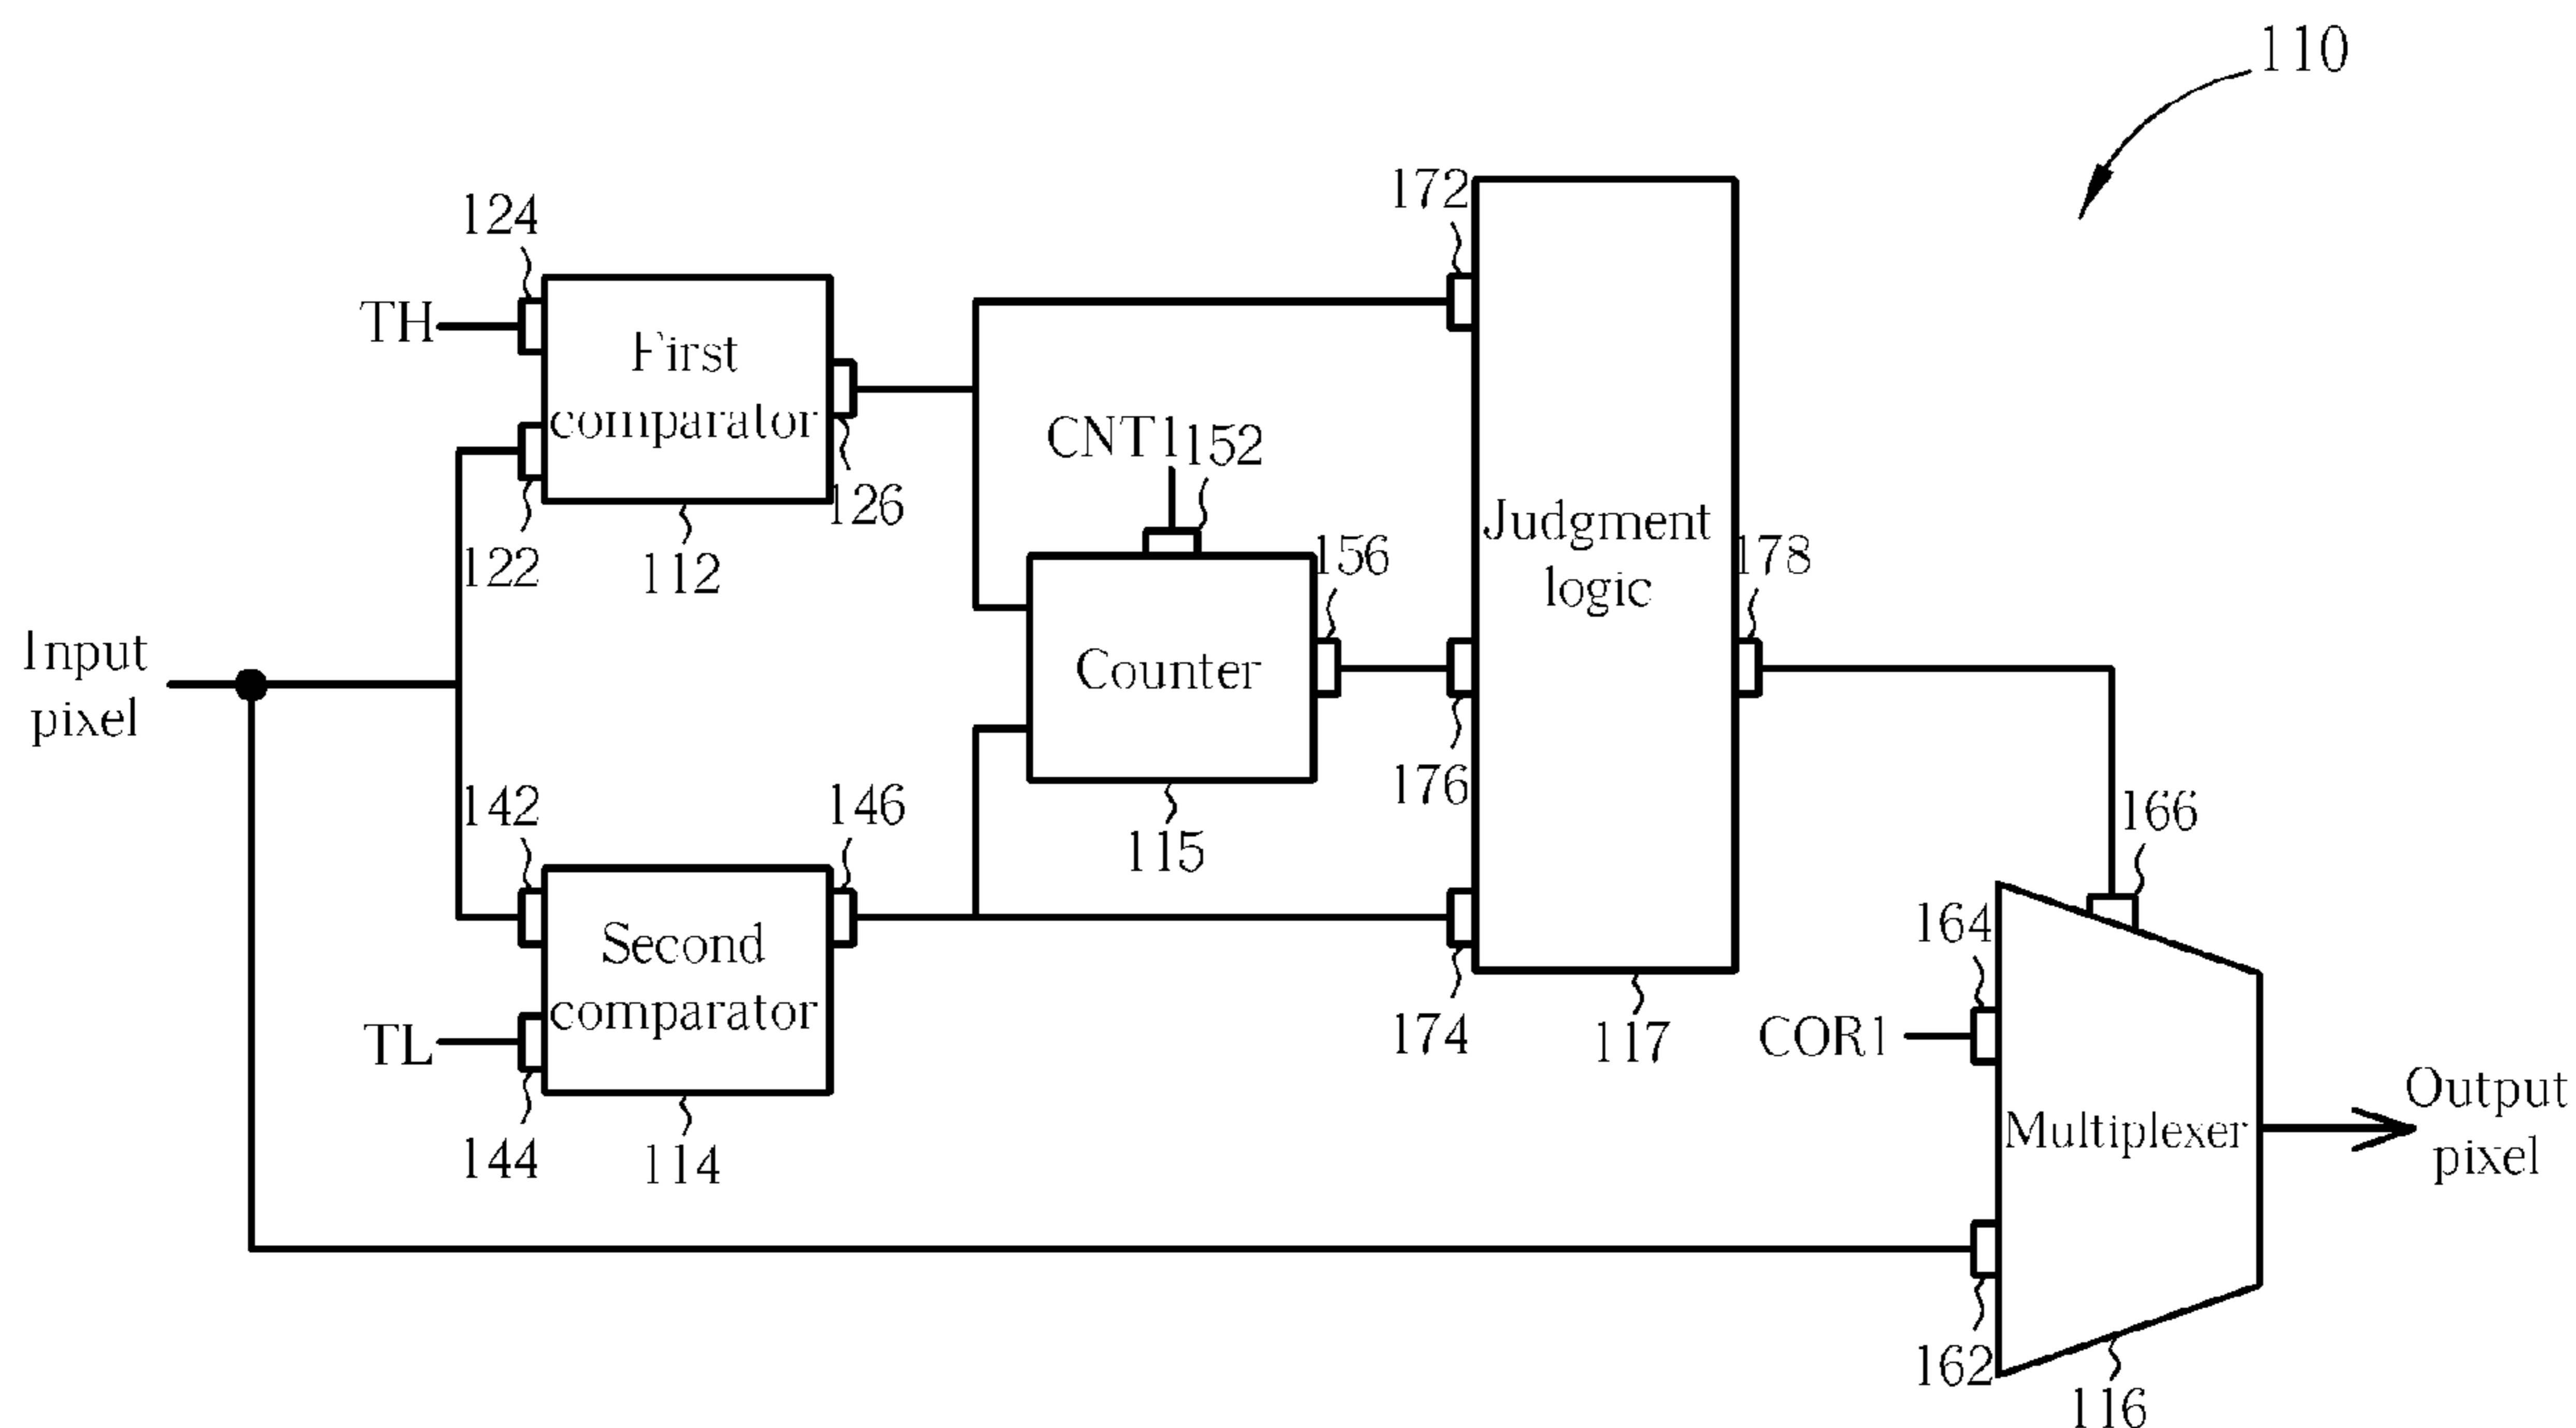 110
172
124
TH
First
comparator
126
122
112
CNT1
152
Judgment
logic
156
178
Counter
Input
pixel
176
115
142
146
166
Second
comparator
164
TL
174
117
COR1
144
114
Multiplexer
Output
pixel
162
116